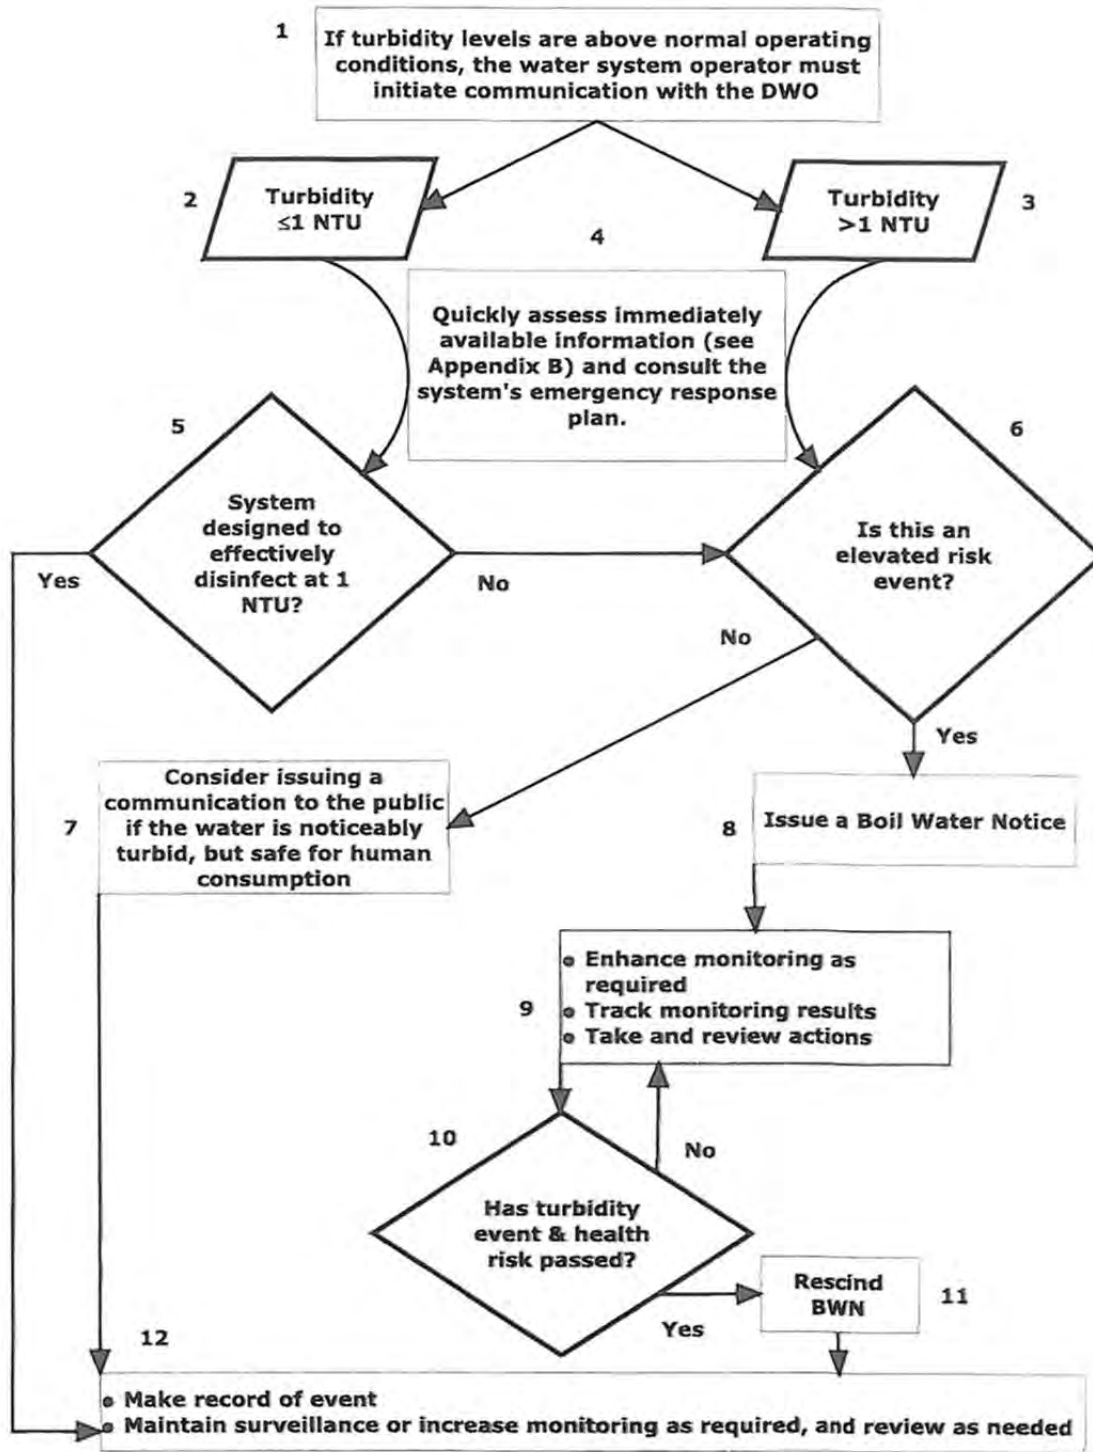 1
If turbidity levels are above normal operating
conditions, the water system operator must
initiate communication with the DWO
2
Turbidity
≤1 NTU
3
Turbidity
>1 NTU
4
Quickly assess immediately
available information (see
Appendix B) and consult the
system's emergency response
plan.
5
System
designed to
effectively
disinfect at 1
NTU?
Yes
No
6
Is this an
elevated risk
event?
No
Yes
7
Consider issuing a
communication to the public
if the water is noticeably
turbid, but safe for human
consumption
8
Issue a Boil Water Notice
9
• Enhance monitoring as
required
• Track monitoring results
• Take and review actions
10
Has turbidity
event & health
risk passed?
No
Yes
Rescind
BWN
11
12
• Make record of event
• Maintain surveillance or increase monitoring as required, and review as needed